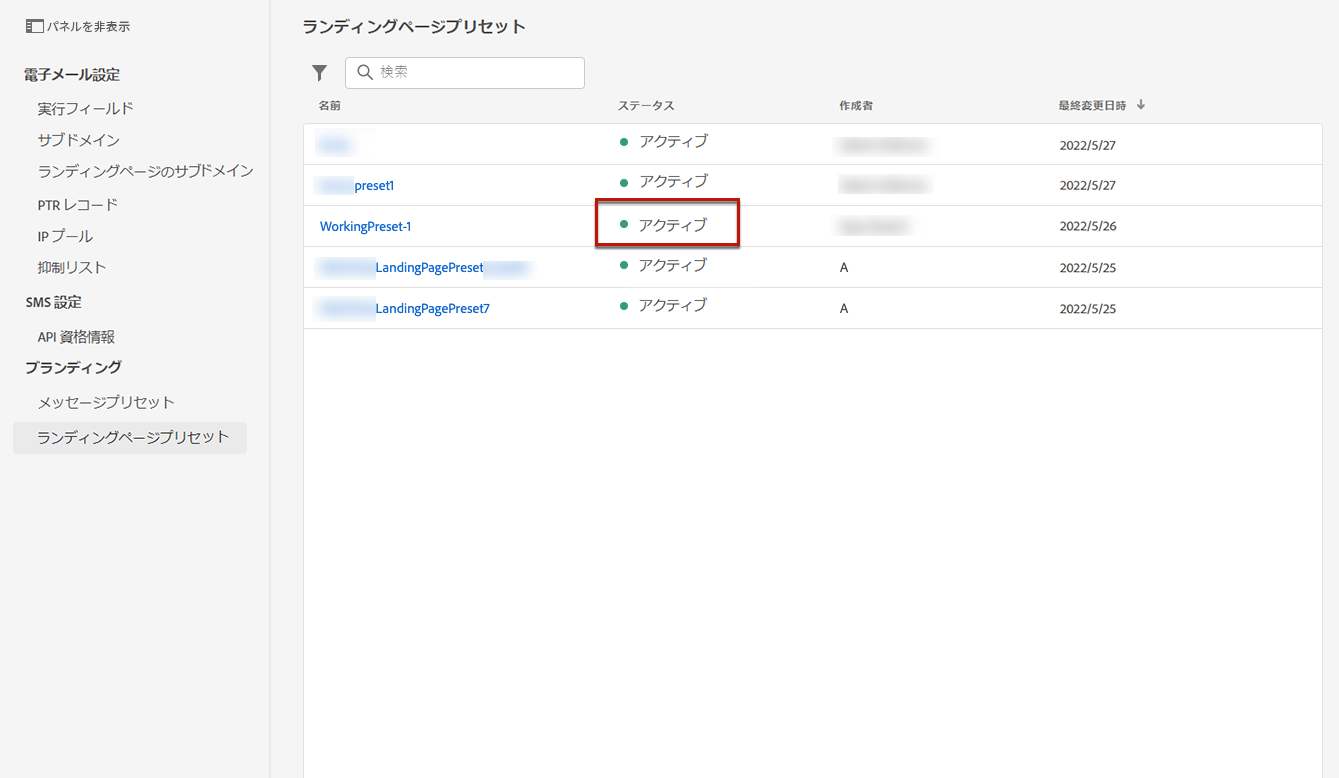 パネルを非表示
電子メール設定
実行フィールド
サブドメイン
ランディングページのサブドメイン
PTR レコード
IP プール
抑制リスト
SMS 設定
API 資格情報
ブランディング
メッセージプリセット
ランディングページプリセット
ランディングページプリセット
検索
名前 ステータス 作成者 最終変更日時
アクティブ 2022/5/27
preset1 アクティブ 2022/5/27
WorkingPreset-1 アクティブ 2022/5/26
LandingPagePreset アクティブ A 2022/5/25
LandingPagePreset7 アクティブ A 2022/5/25